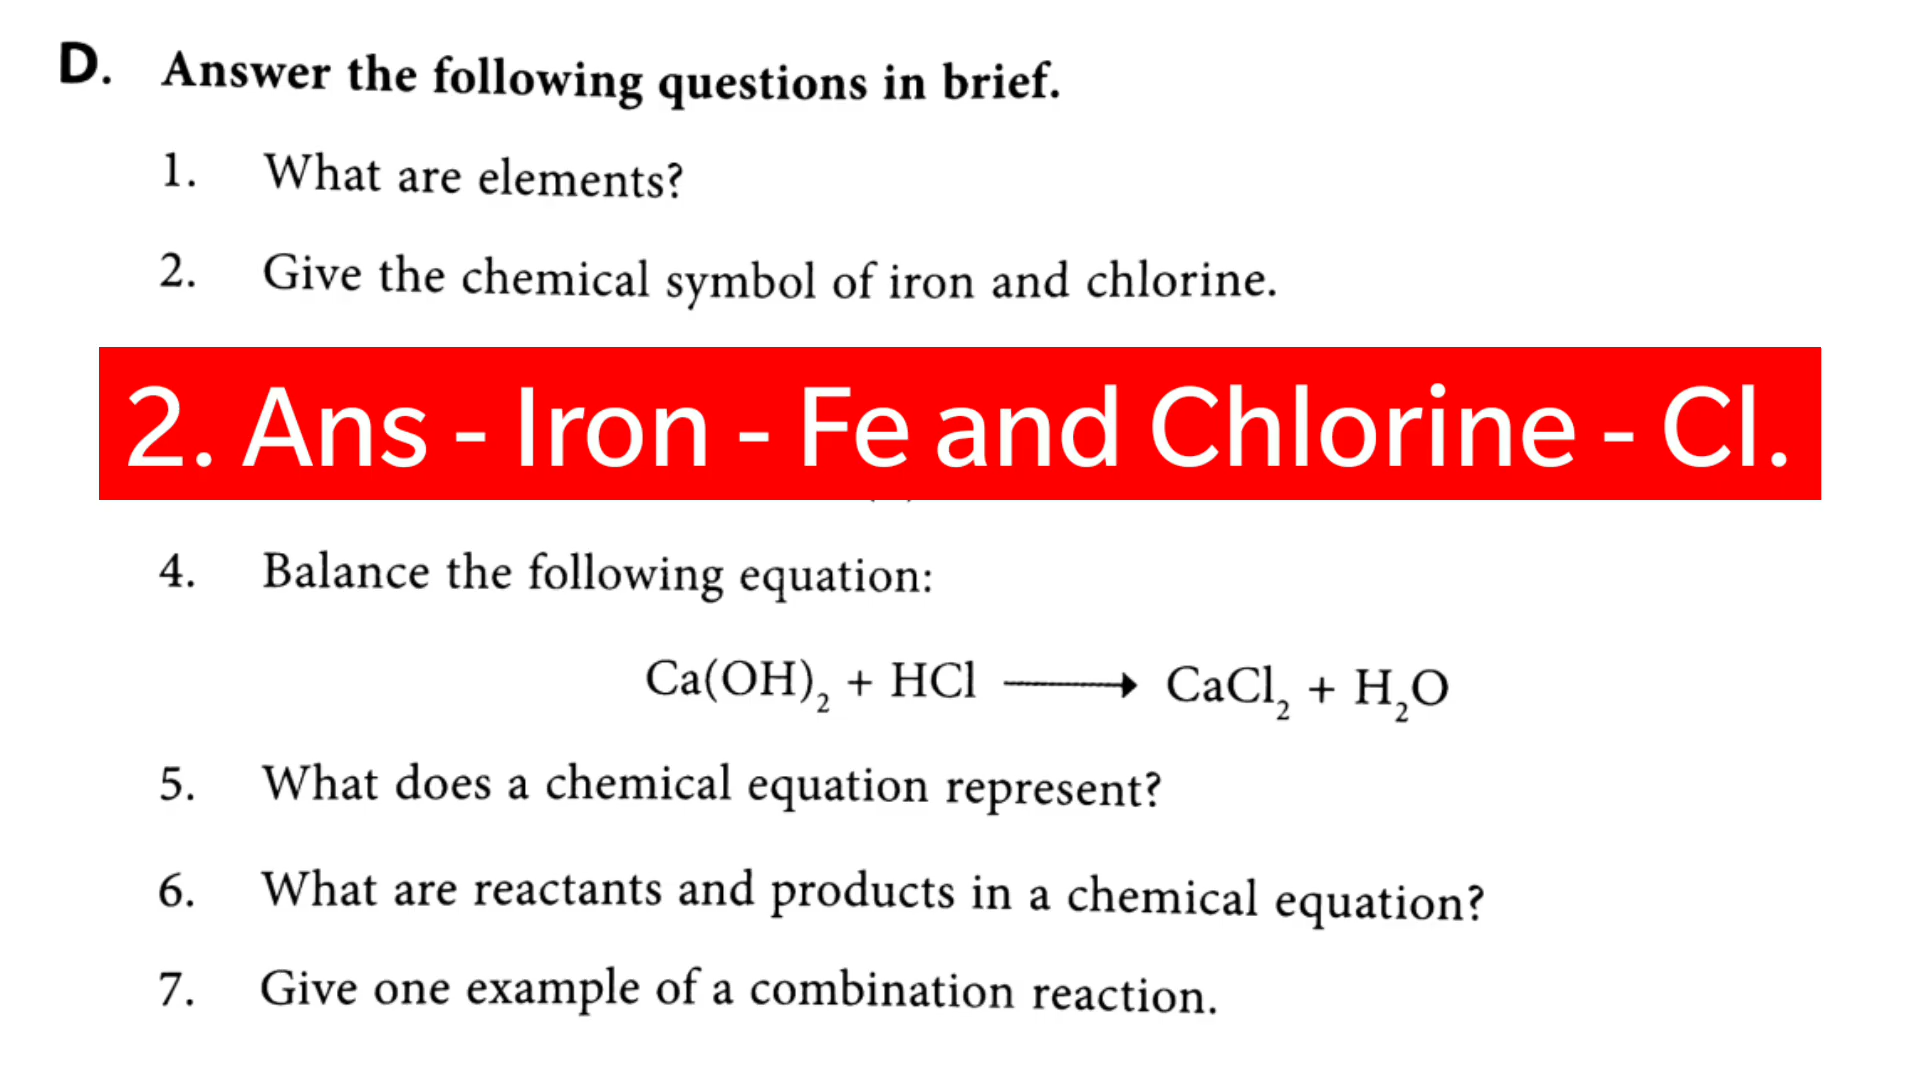 D. Answer the following questions in brief.
1. What are elements?
2. Give the chemical symbol of iron and chlorine.
2. Ans - Iron - Fe and Chlorine - Cl.
4. Balance the following equation:
Ca(OH)₂ + HCl ⟶ CaCl₂ + H₂O
5. What does a chemical equation represent?
6. What are reactants and products in a chemical equation?
7. Give one example of a combination reaction.